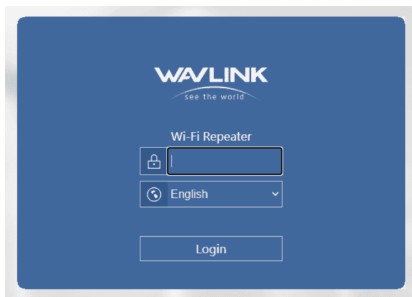 WAVLINK
see the world
Wi-Fi Repeater
English
Login